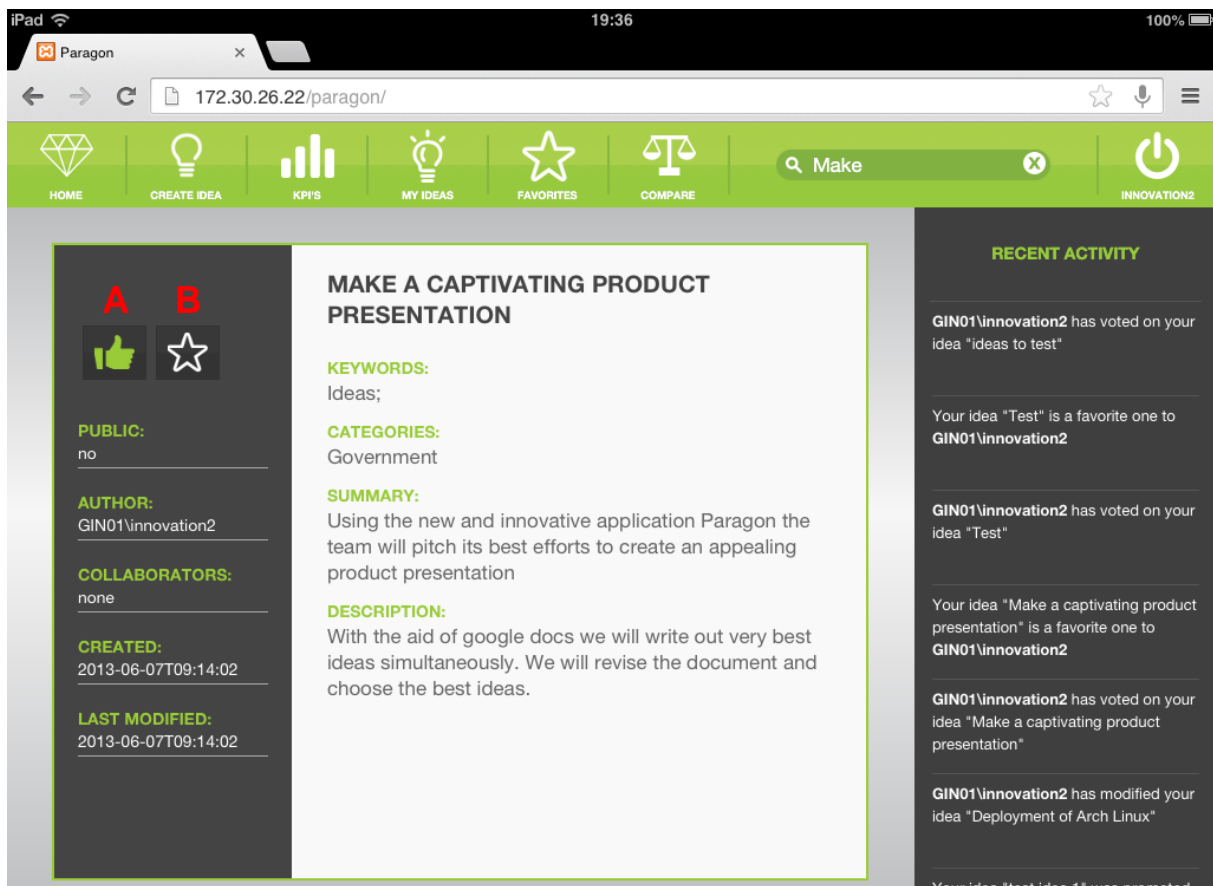 iPad 19:36 100%
Paragon ×
172.30.26.22/paragon/
HOME CREATE IDEA KPI'S MY IDEAS FAVORITES COMPARE Make INNOVATION2
A B
PUBLIC:
no
AUTHOR:
GIN01\innovation2
COLLABORATORS:
none
CREATED:
2013-06-07T09:14:02
LAST MODIFIED:
2013-06-07T09:14:02
MAKE A CAPTIVATING PRODUCT
PRESENTATION
KEYWORDS:
Ideas;
CATEGORIES:
Government
SUMMARY:
Using the new and innovative application Paragon the
team will pitch its best efforts to create an appealing
product presentation
DESCRIPTION:
With the aid of google docs we will write out very best
ideas simultaneously. We will revise the document and
choose the best ideas.
RECENT ACTIVITY
GIN01\innovation2 has voted on your
idea "ideas to test"
Your idea "Test" is a favorite one to
GIN01\innovation2
GIN01\innovation2 has voted on your
idea "Test"
Your idea "Make a captivating product
presentation" is a favorite one to
GIN01\innovation2
GIN01\innovation2 has voted on your
idea "Make a captivating product
presentation"
GIN01\innovation2 has modified your
idea "Deployment of Arch Linux"
Your idea "test idea 1" was promoted